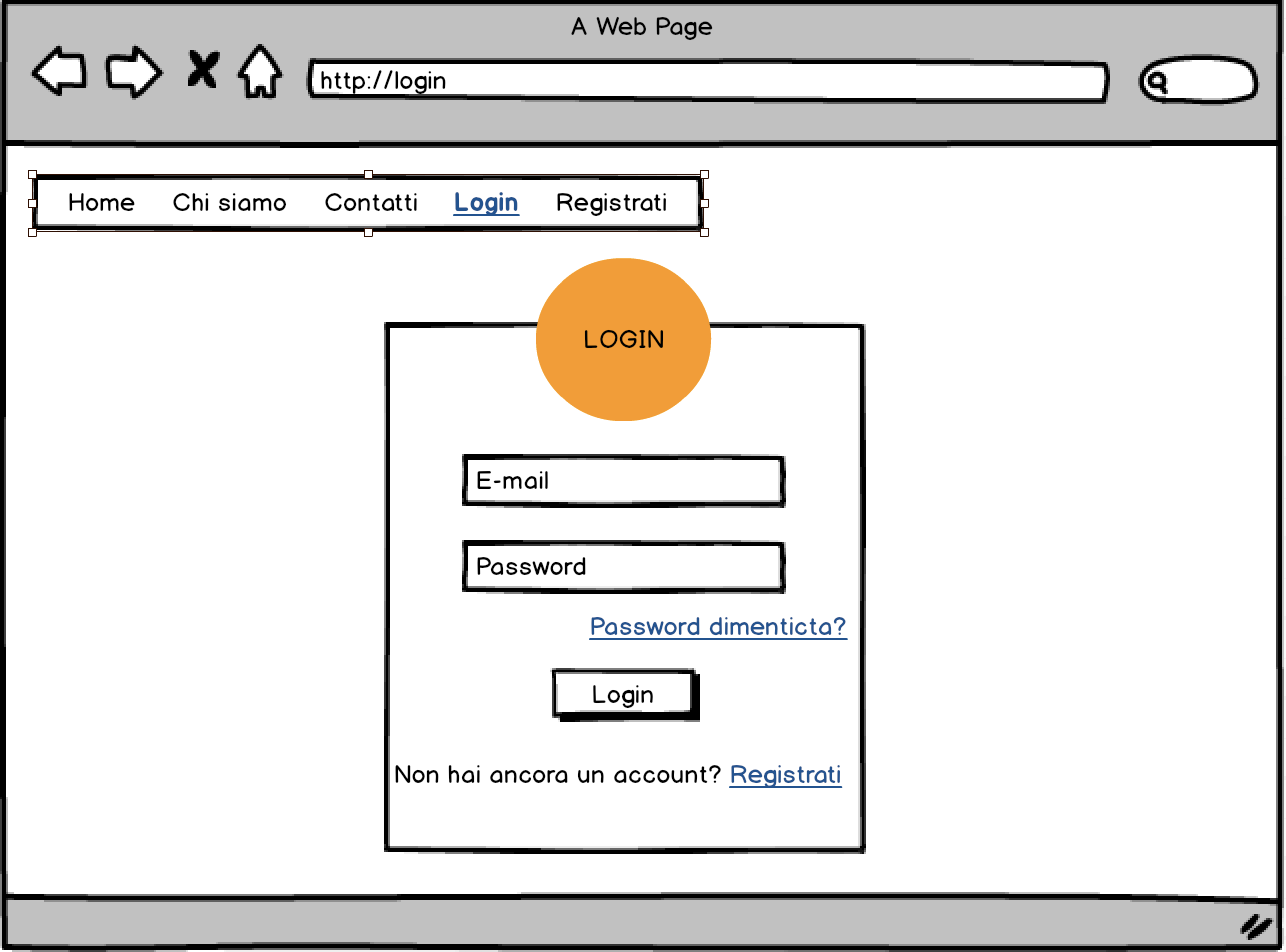 A Web Page
http://login
Home Chi siamo Contatti Login Registrati
LOGIN
E-mail
Password
Password dimenticta?
Login
Non hai ancora un account? Registrati